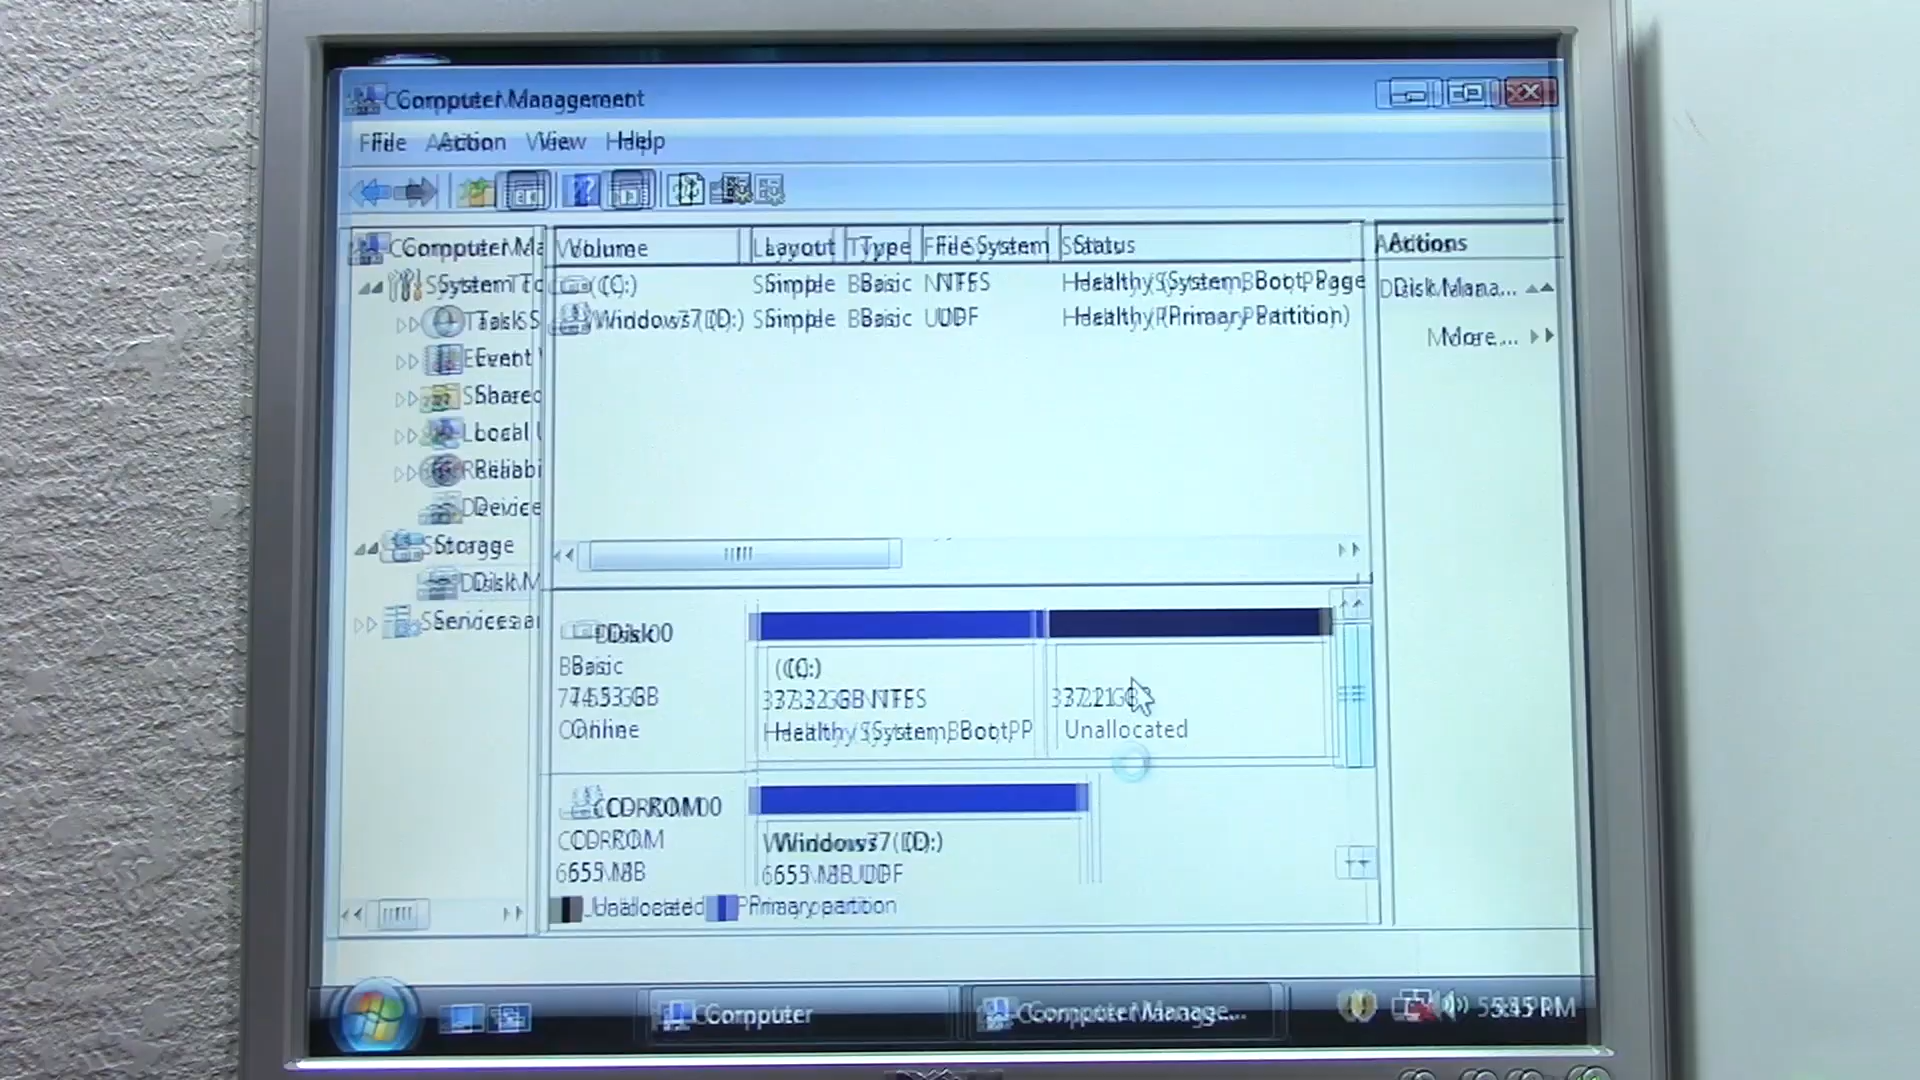 Computer Management
File Action View Help
Computer Ma
Volume Layout Type File System Status
Actions
System To
(C:) Simple Basic NTFS Healthy (System, Boot, Page
Disk Mana...
Task S
Windows7 (D:) Simple Basic UDF Healthy (Primary Partition)
More ...
Event
Shared
Local
Reliabi
Device
Storage
Disk M
Services a
Disk 0
Basic
74.53 GB
Online
(C:)
37.32 GB NTFS
Healthy (System, Boot, P
37.21 GB
Unallocated
CD-ROM 0
CD-ROM
655 MB
Windows7 (D:)
655 MB UDF
Unallocated Primary partition
Computer
Computer Manage...
5:45 PM